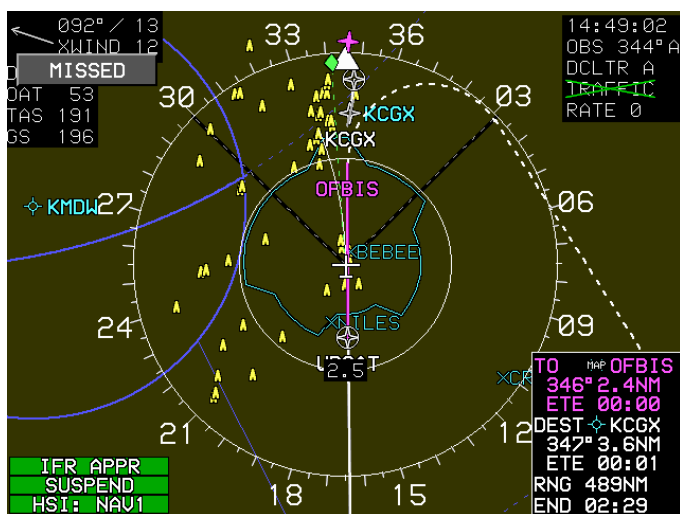 092° / 13
XWIND 12
MISSED
OAT 53
TAS 191
GS 196
14:49:02
OBS 344°A
DCLTR A
TRAFFIC
RATE 0
33
36
30
03
KCGX
KCGX
OFBIS
KMDW
27
06
XBEBEE
24
09
XNILES
2.5
XCR
21
12
18
15
TO MAP OFBIS
346° 2.4NM
ETE 00:00
DEST KCGX
347° 3.6NM
ETE 00:01
RNG 489NM
END 02:29
IFR APPR
SUSPEND
HSI: NAV1